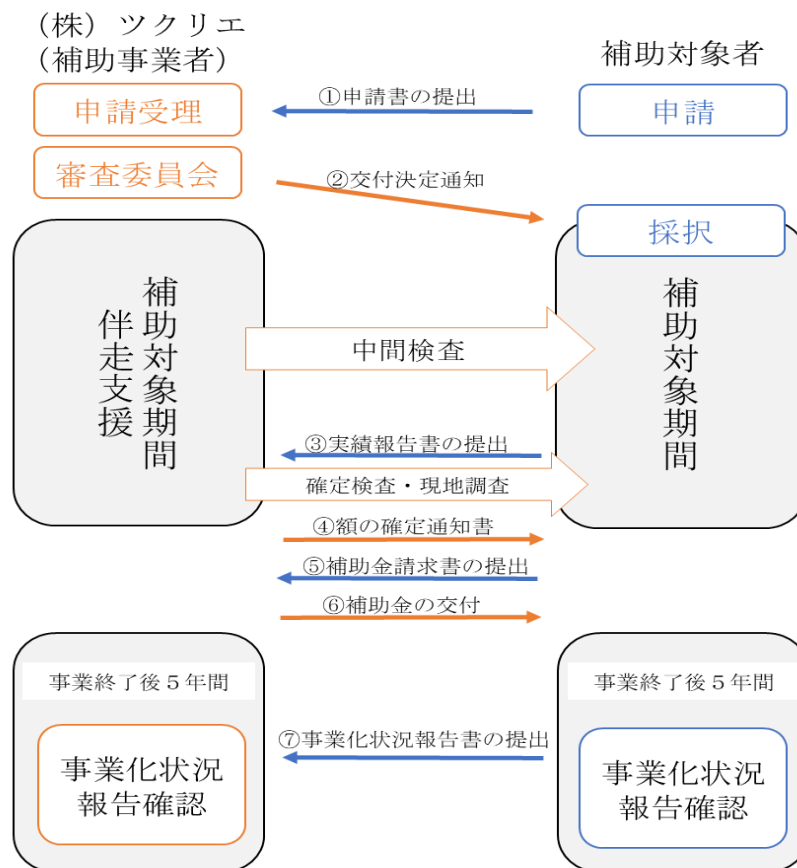 （株）ツクリエ
（補助事業者）
補助対象者
申請受理
①申請書の提出
申請
審査委員会
②交付決定通知
採択
補助対象期間
伴走支援
中間検査
補助対象期間
③実績報告書の提出
確定検査・現地調査
④額の確定通知書
⑤補助金請求書の提出
⑥補助金の交付
事業終了後５年間
事業終了後５年間
⑦事業化状況報告書の提出
事業化状況
報告確認
事業化状況
報告確認